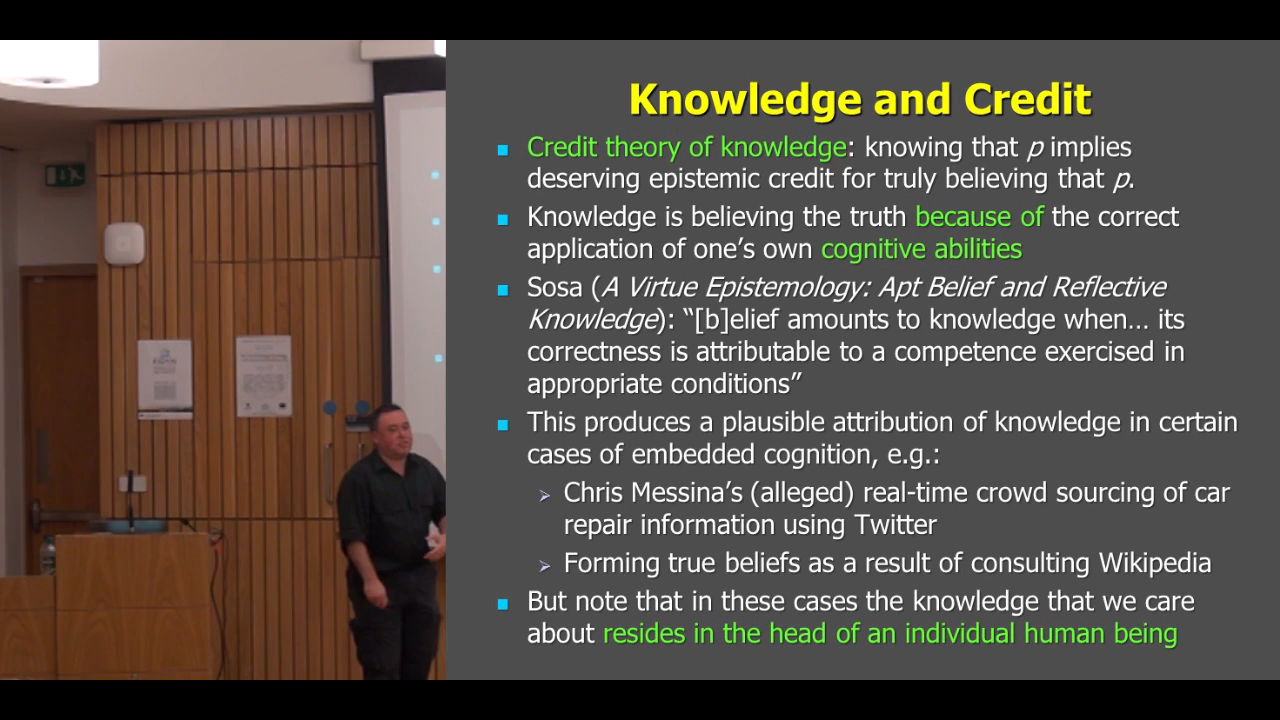 Knowledge and Credit
Credit theory of knowledge: knowing that p implies
deserving epistemic credit for truly believing that p.
Knowledge is believing the truth because of the correct
application of one's own cognitive abilities
Sosa (A Virtue Epistemology: Apt Belief and Reflective
Knowledge): “[b]elief amounts to knowledge when… its
correctness is attributable to a competence exercised in
appropriate conditions”
This produces a plausible attribution of knowledge in certain
cases of embedded cognition, e.g.:
Chris Messina's (alleged) real-time crowd sourcing of car
repair information using Twitter
Forming true beliefs as a result of consulting Wikipedia
But note that in these cases the knowledge that we care
about resides in the head of an individual human being